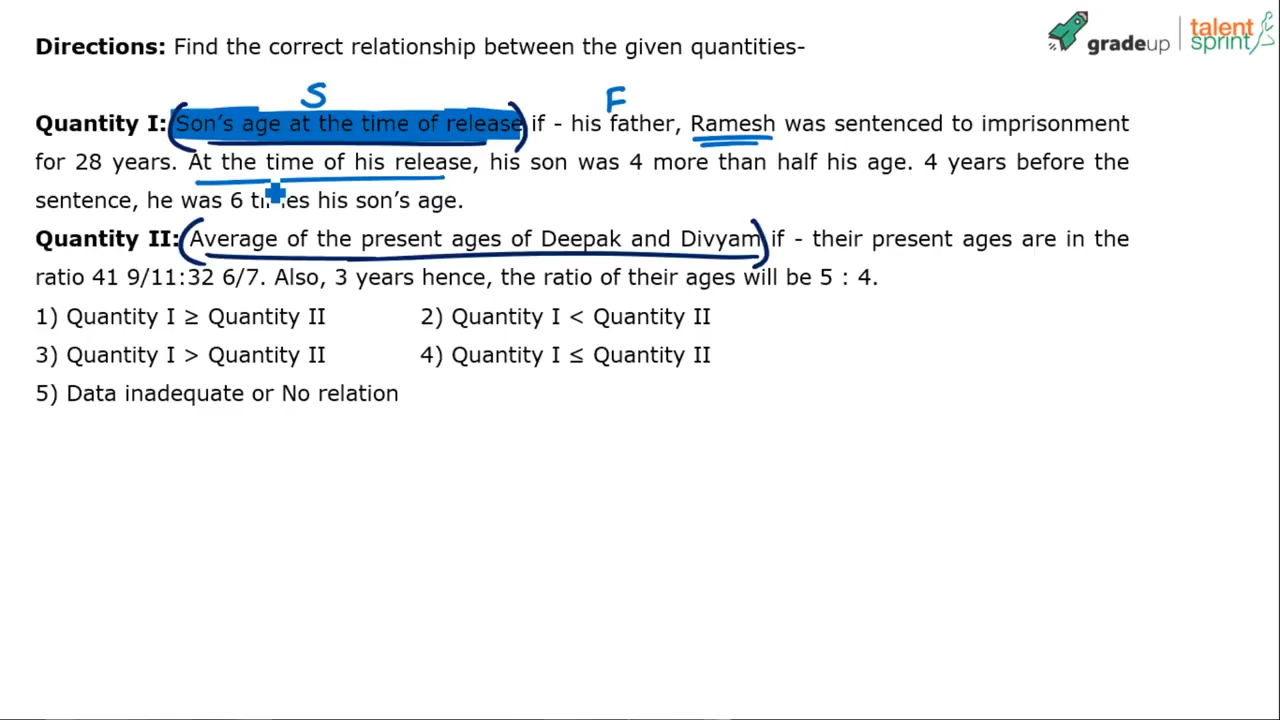 Directions: Find the correct relationship between the given quantities-
gradeup
talent
sprint
S
F
Quantity I: Son's age at the time of release if - his father, Ramesh was sentenced to imprisonment
for 28 years. At the time of his release, his son was 4 more than half his age. 4 years before the
sentence, he was 6 times his son's age.
Quantity II: Average of the present ages of Deepak and Divyam if - their present ages are in the
ratio 41 9/11:32 6/7. Also, 3 years hence, the ratio of their ages will be 5 : 4.
1) Quantity I ≥ Quantity II
2) Quantity I < Quantity II
3) Quantity I > Quantity II
4) Quantity I ≤ Quantity II
5) Data inadequate or No relation